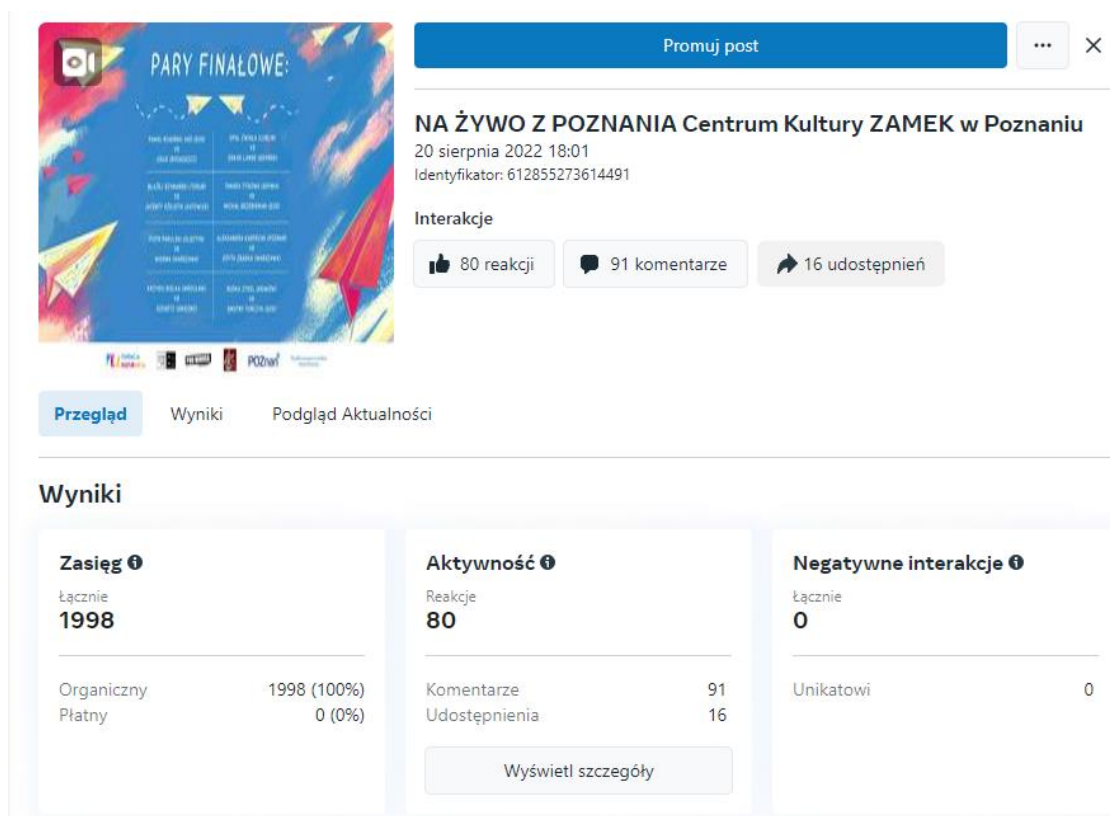 PARY FINAŁOWE:
POZnań
Promuj post
NA ŻYWO Z POZNANIA Centrum Kultury ZAMEK w Poznaniu
20 sierpnia 2022 18:01
Identyfikator: 612855273614491
Interakcje
80 reakcji 91 komentarze 16 udostępnień
Przegląd Wyniki Podgląd Aktualności
Wyniki
Zasięg
Łącznie
1998
Organiczny 1998 (100%)
Płatny 0 (0%)
Aktywność
Reakcje
80
Komentarze 91
Udostępnienia 16
Wyświetl szczegóły
Negatywne interakcje
Łącznie
0
Unikatowi 0